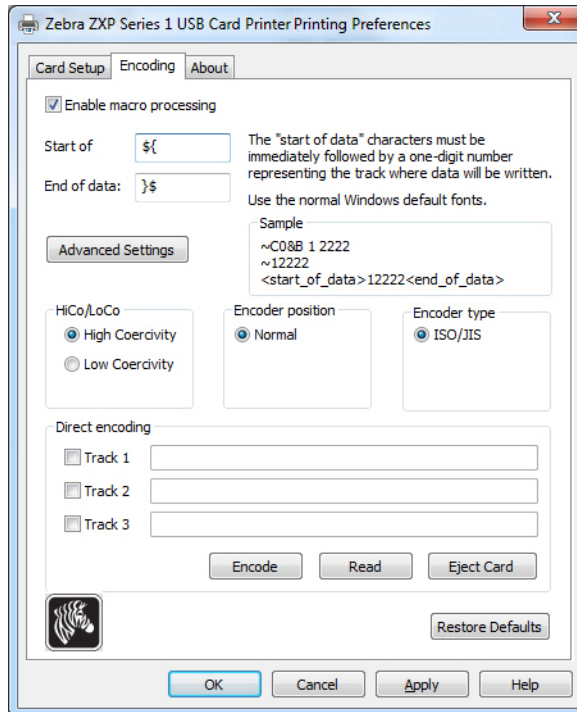 Zebra ZXP Series 1 USB Card Printer Printing Preferences
Card Setup
Encoding
About
Enable macro processing
Start of
${
The "start of data" characters must be
immediately followed by a one-digit number
representing the track where data will be written.
End of data:
}$
Use the normal Windows default fonts.
Advanced Settings
Sample
~C0&B 1 2222
~12222
<start_of_data>12222<end_of_data>
HiCo/LoCo
High Coercivity
Low Coercivity
Encoder position
Normal
Encoder type
ISO/JIS
Direct encoding
Track 1
Track 2
Track 3
Encode
Read
Eject Card
Restore Defaults
OK
Cancel
Apply
Help